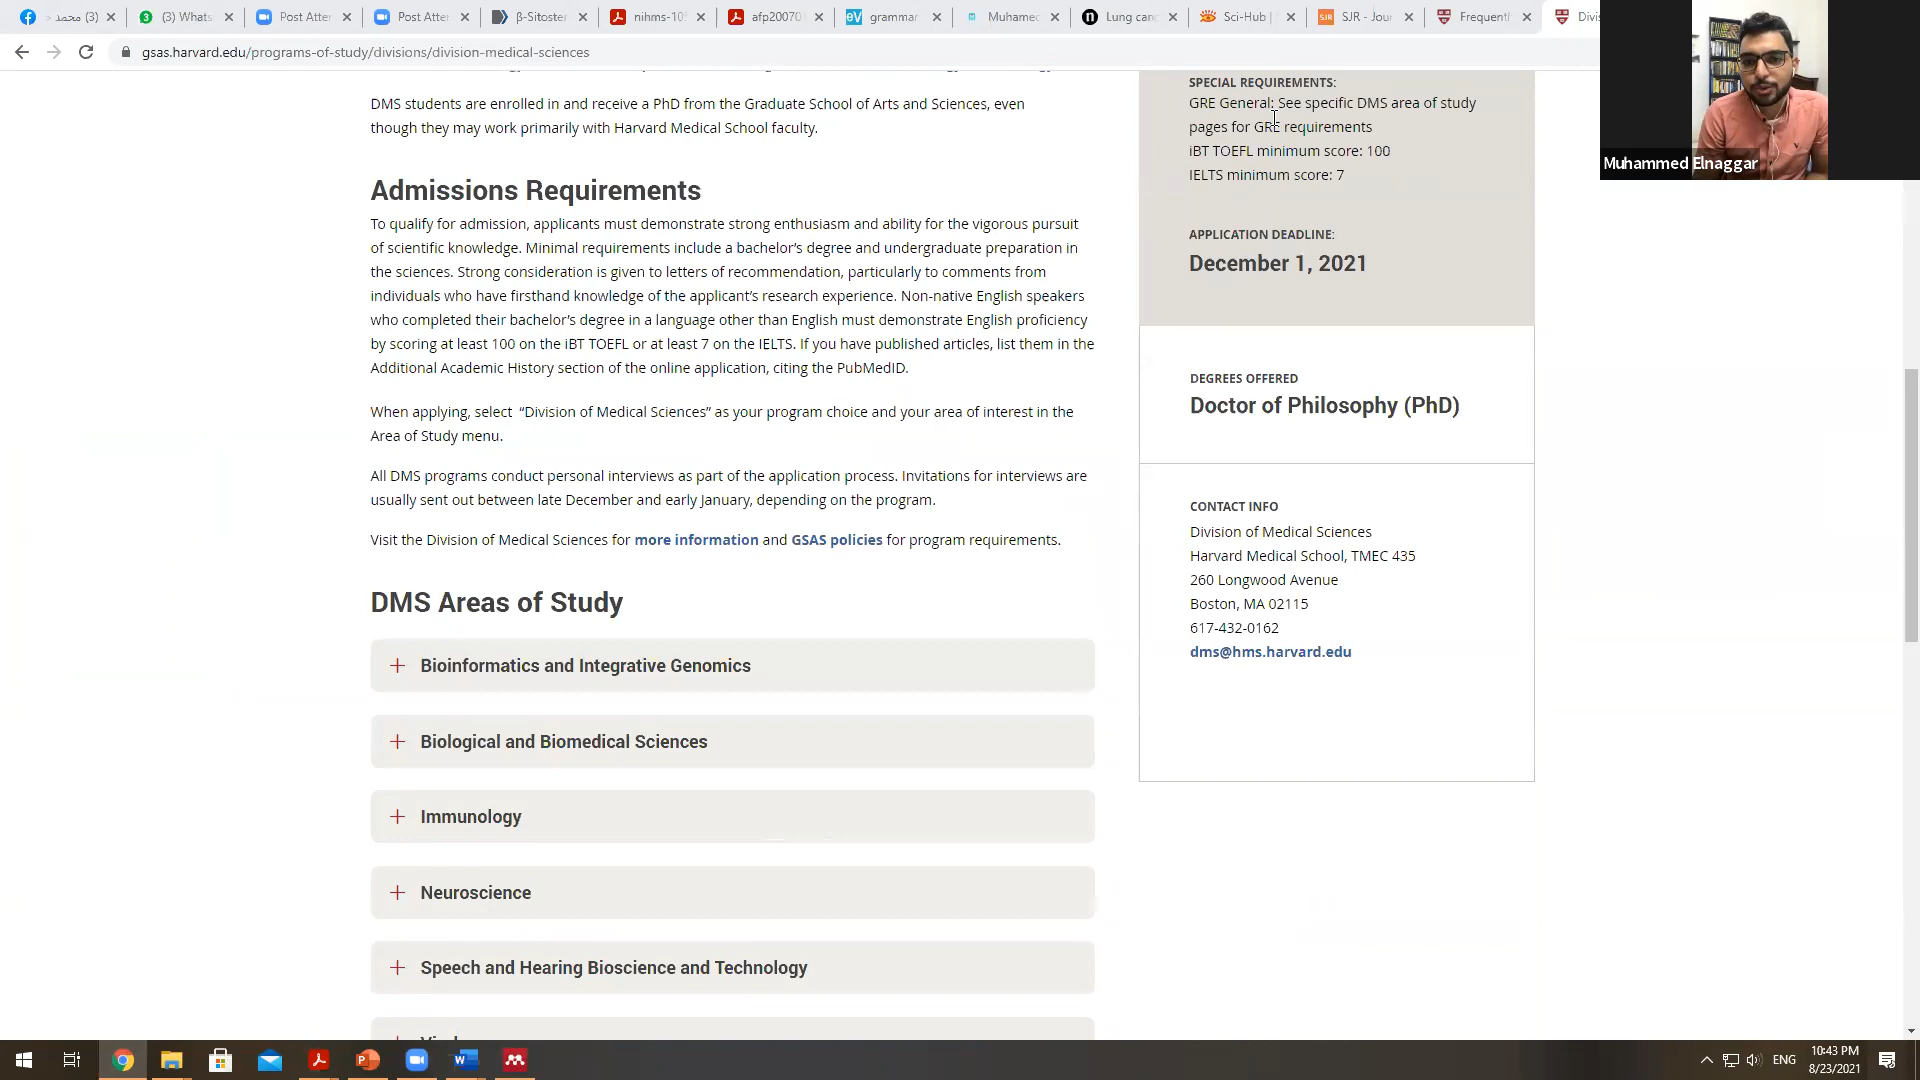 (3) محمد
(3) Whats
Post Atter
Post Atter
β-Sitoster
nihms-10
afp20070
eV
grammar
Muhamec
Lung canc
Sci-Hub
SJR
SJR - Jour
Frequentl
Divis
gsas.harvard.edu/programs-of-study/divisions/division-medical-sciences
DMS students are enrolled in and receive a PhD from the Graduate School of Arts and Sciences, even
though they may work primarily with Harvard Medical School faculty.
Admissions Requirements
To qualify for admission, applicants must demonstrate strong enthusiasm and ability for the vigorous pursuit
of scientific knowledge. Minimal requirements include a bachelor’s degree and undergraduate preparation in
the sciences. Strong consideration is given to letters of recommendation, particularly to comments from
individuals who have firsthand knowledge of the applicant’s research experience. Non-native English speakers
who completed their bachelor’s degree in a language other than English must demonstrate English proficiency
by scoring at least 100 on the iBT TOEFL or at least 7 on the IELTS. If you have published articles, list them in the
Additional Academic History section of the online application, citing the PubMedID.
When applying, select “Division of Medical Sciences” as your program choice and your area of interest in the
Area of Study menu.
All DMS programs conduct personal interviews as part of the application process. Invitations for interviews are
usually sent out between late December and early January, depending on the program.
Visit the Division of Medical Sciences for more information and GSAS policies for program requirements.
DMS Areas of Study
Bioinformatics and Integrative Genomics
Biological and Biomedical Sciences
Immunology
Neuroscience
Speech and Hearing Bioscience and Technology
SPECIAL REQUIREMENTS:
GRE General: See specific DMS area of study
pages for GRE requirements
iBT TOEFL minimum score: 100
IELTS minimum score: 7
APPLICATION DEADLINE:
December 1, 2021
DEGREES OFFERED
Doctor of Philosophy (PhD)
CONTACT INFO
Division of Medical Sciences
Harvard Medical School, TMEC 435
260 Longwood Avenue
Boston, MA 02115
617-432-0162
dms@hms.harvard.edu
Muhammed Elnaggar
ENG
10:43 PM
8/23/2021